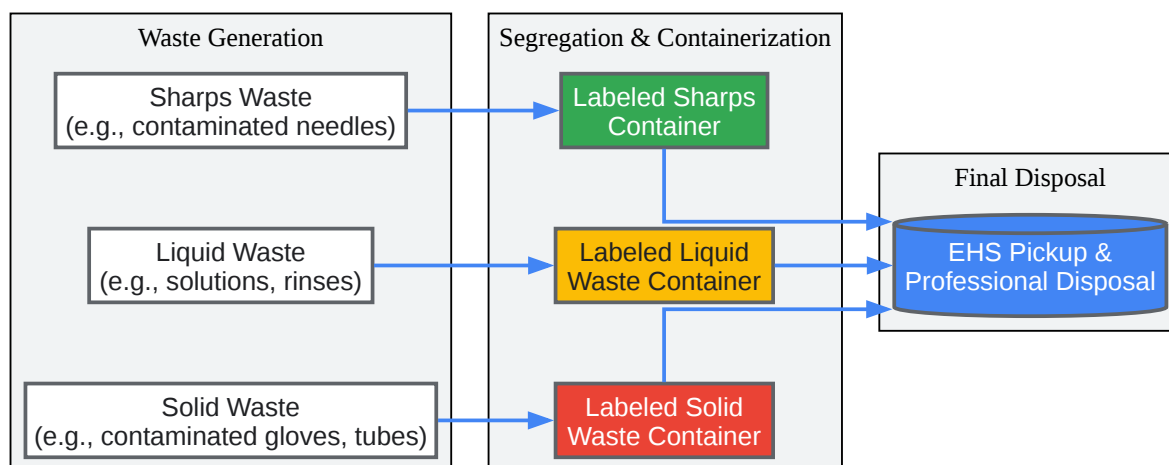 Waste Generation
Sharps Waste
(e.g., contaminated needles)
Liquid Waste
(e.g., solutions, rinses)
Solid Waste
(e.g., contaminated gloves, tubes)
Segregation & Containerization
Labeled Sharps
Container
Labeled Liquid
Waste Container
Labeled Solid
Waste Container
Final Disposal
EHS Pickup &
Professional Disposal